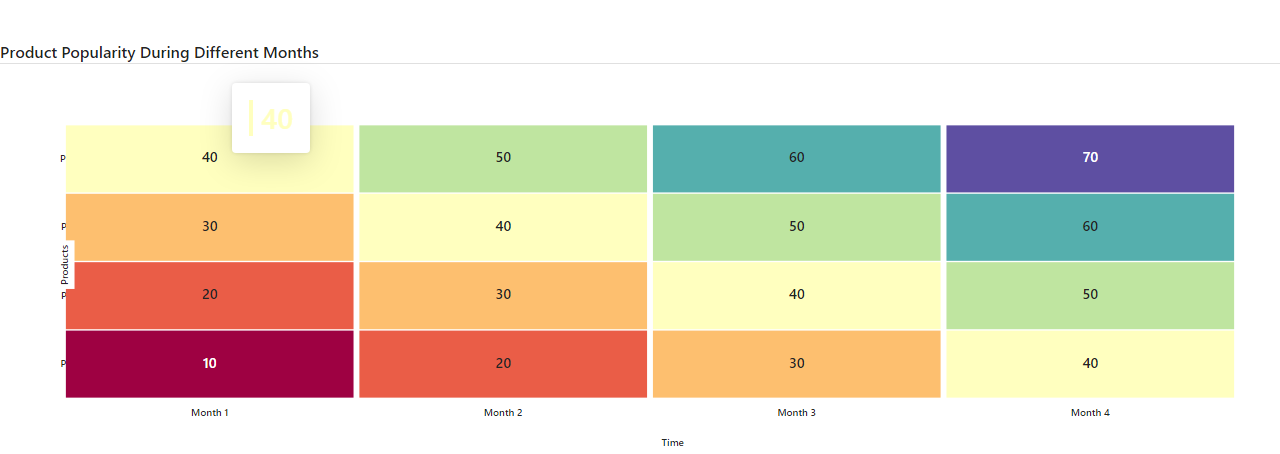 Product Popularity During Different Months
40
P 40 50 60 70
P 30 40 50 60
Products
P 20 30 40 50
P 10 20 30 40
Month 1 Month 2 Month 3 Month 4
Time